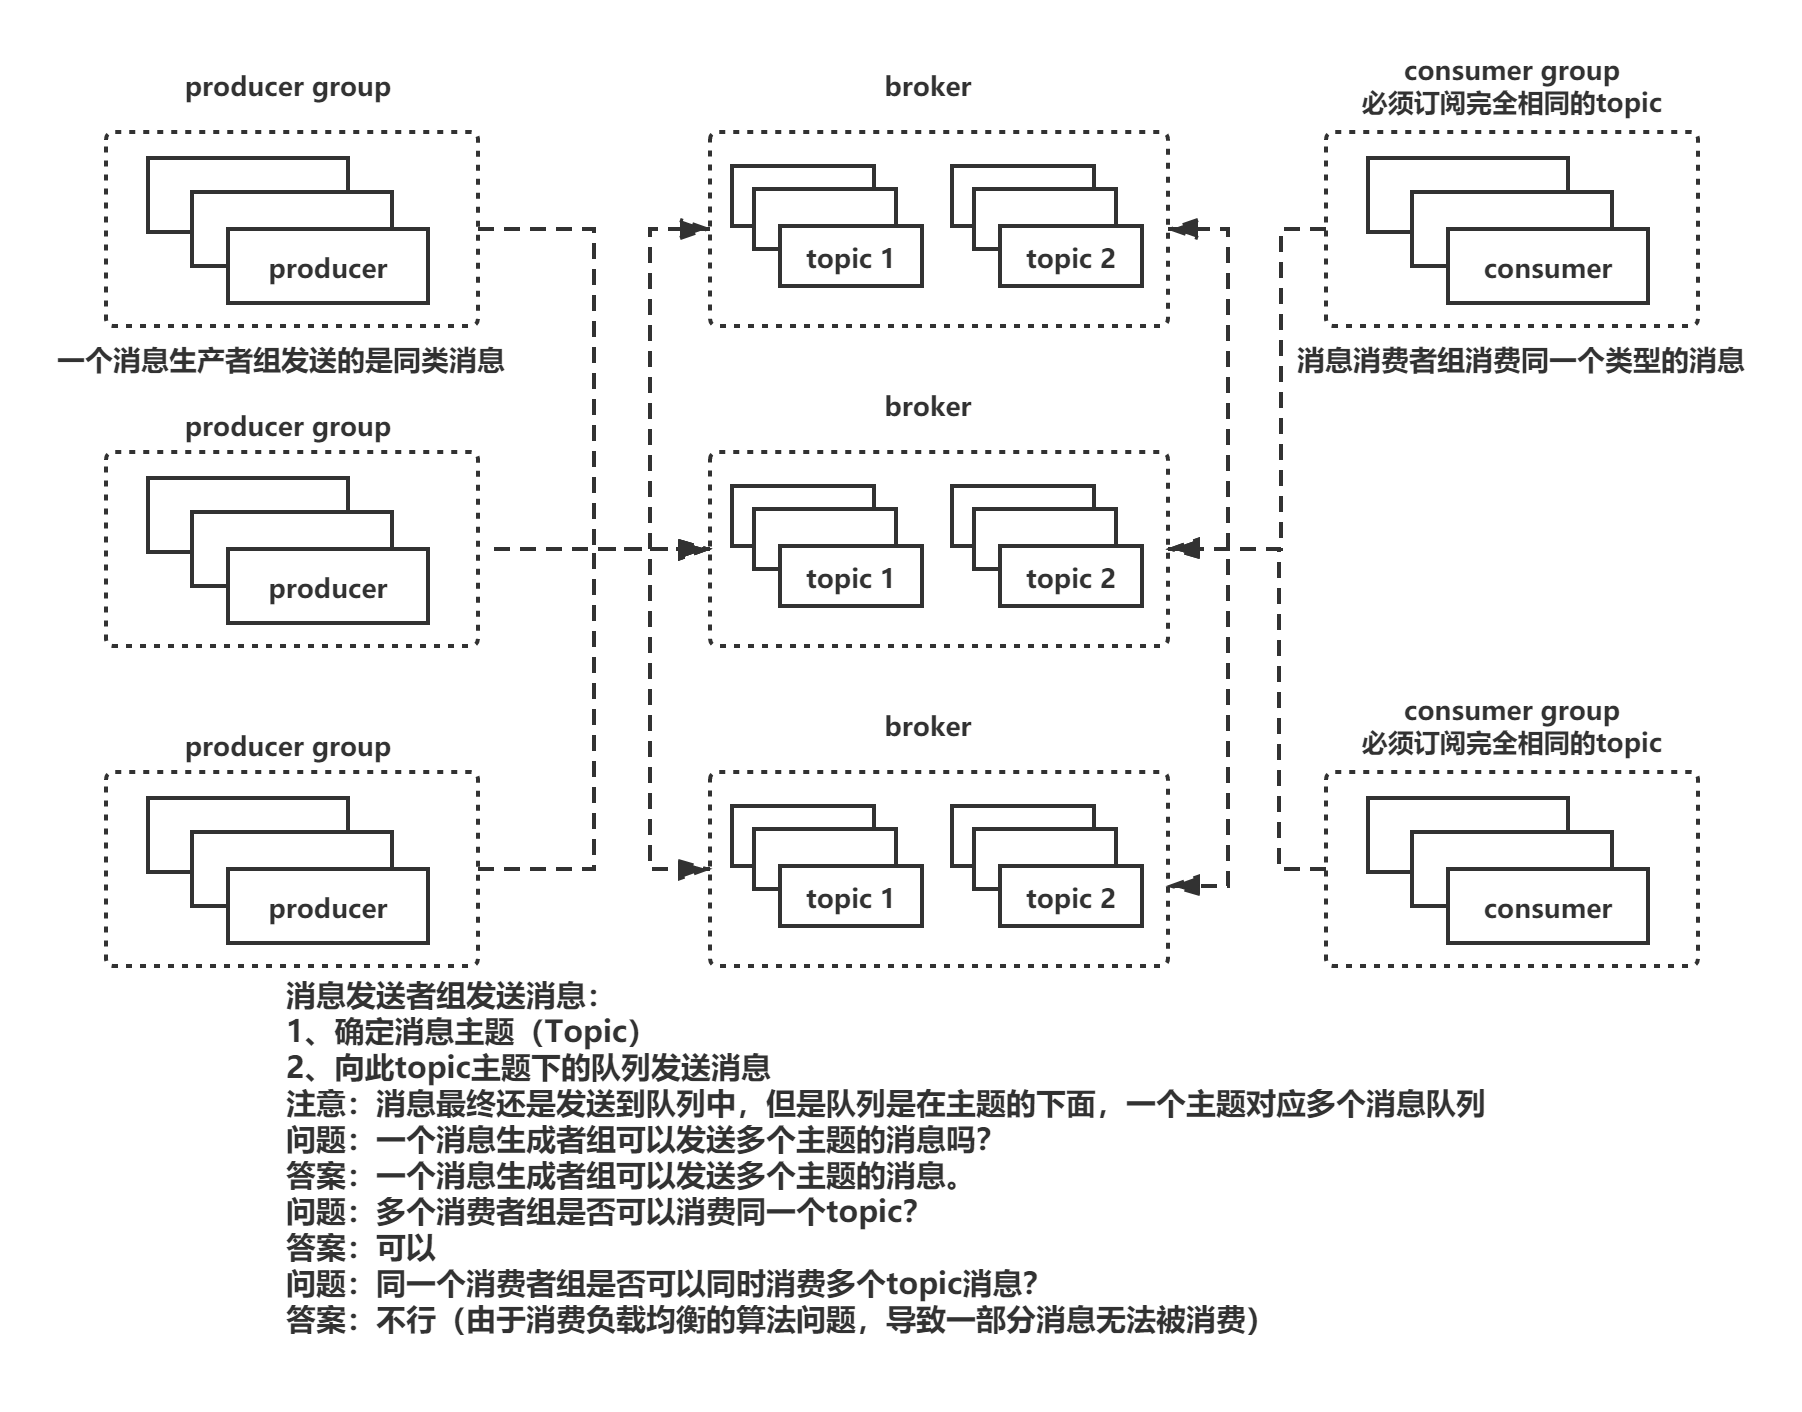 producer group
broker
consumer group
必须订阅完全相同的topic
producer
topic 1
topic 2
consumer
一个消息生产者组发送的是同类消息
消息消费者组消费同一个类型的消息
producer group
broker
producer
topic 1
topic 2
producer group
broker
consumer group
必须订阅完全相同的topic
producer
topic 1
topic 2
consumer
消息发送者组发送消息：
1、确定消息主题（Topic）
2、向此topic主题下的队列发送消息
注意：消息最终还是发送到队列中，但是队列是在主题的下面，一个主题对应多个消息队列
问题：一个消息生成者组可以发送多个主题的消息吗？
答案：一个消息生成者组可以发送多个主题的消息。
问题：多个消费者组是否可以消费同一个topic？
答案：可以
问题：同一个消费者组是否可以同时消费多个topic消息？
答案：不行（由于消费负载均衡的算法问题，导致一部分消息无法被消费）